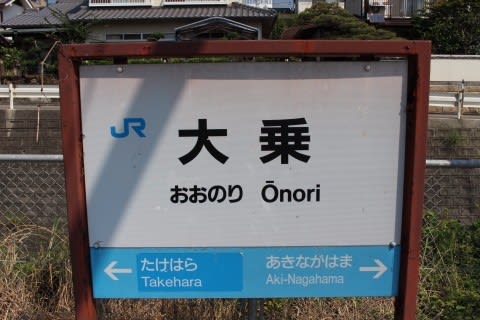 JR
大乗
おおのり Ōnori
← たけはら あきながはま →
Takehara Aki-Nagahama